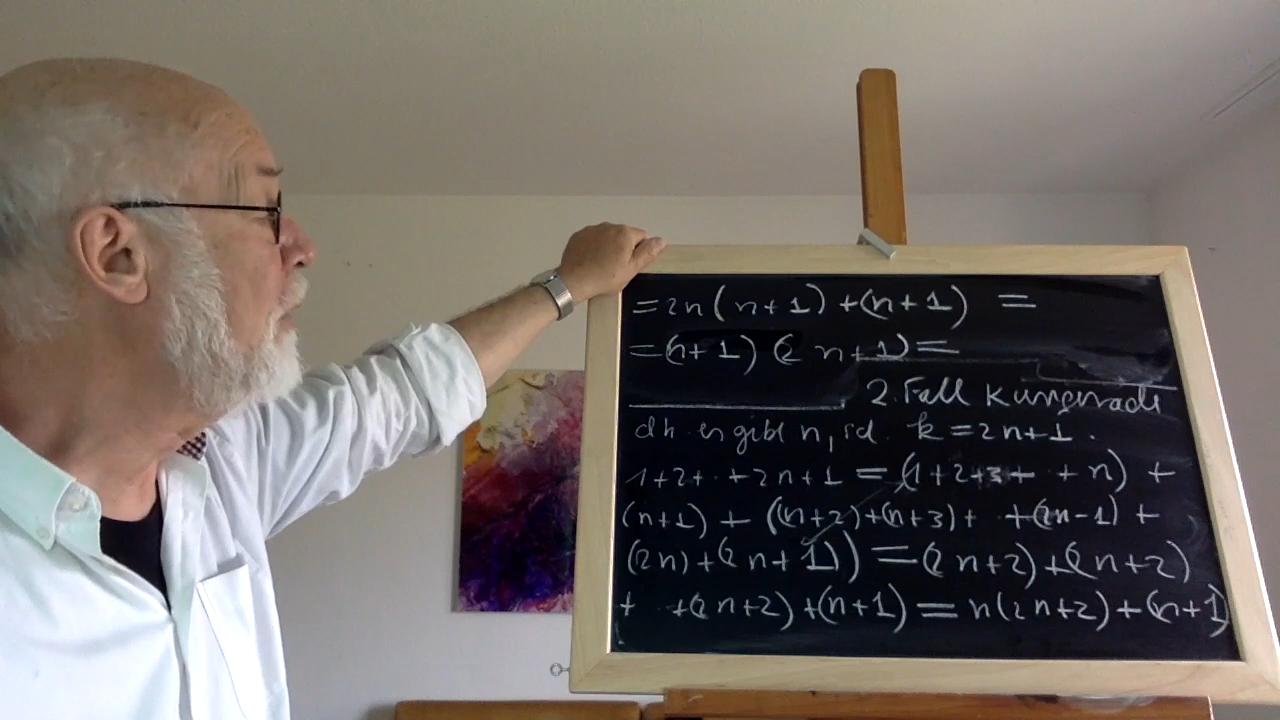 =2n(n+1)+(n+1) =
=(n+1)(2n+1)=
2. Fall k ungerade
dh es gibt n, sd. k=2n+1.
1+2+..+2n+1=(1+2+3+ +n)+
(n+1)+((n+2)+(n+3)+ +(2n-1)+
(2n)+(2n+1))=(2n+2)+(2n+2)
+ +(2n+2)+(n+1)=n(2n+2)+(n+1)